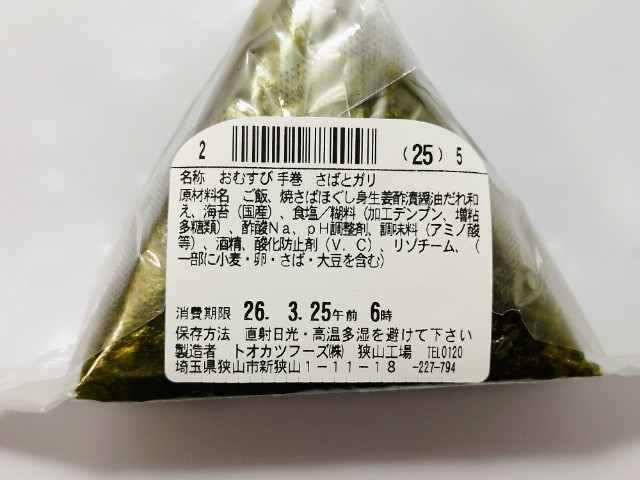 2 (25) 5
名称 おむすび 手巻 さばとガリ
原材料名 ご飯、焼さばほぐし身生姜酢漬醤油だれ和
え、海苔（国産）、食塩／糊料（加工デンプン、増粘
多糖類）、酢酸Ｎａ、ｐＨ調整剤、調味料（アミノ酸
等）、酒精、酸化防止剤（Ｖ．Ｃ）、リゾチーム、（
一部に小麦・卵・さば・大豆を含む）
消費期限 26. 3.25午前 6時
保存方法 直射日光・高温多湿を避けて下さい
製造者 トオカツフーズ㈱ 狭山工場 TEL0120
埼玉県狭山市新狭山１－１１－１８ -227-794